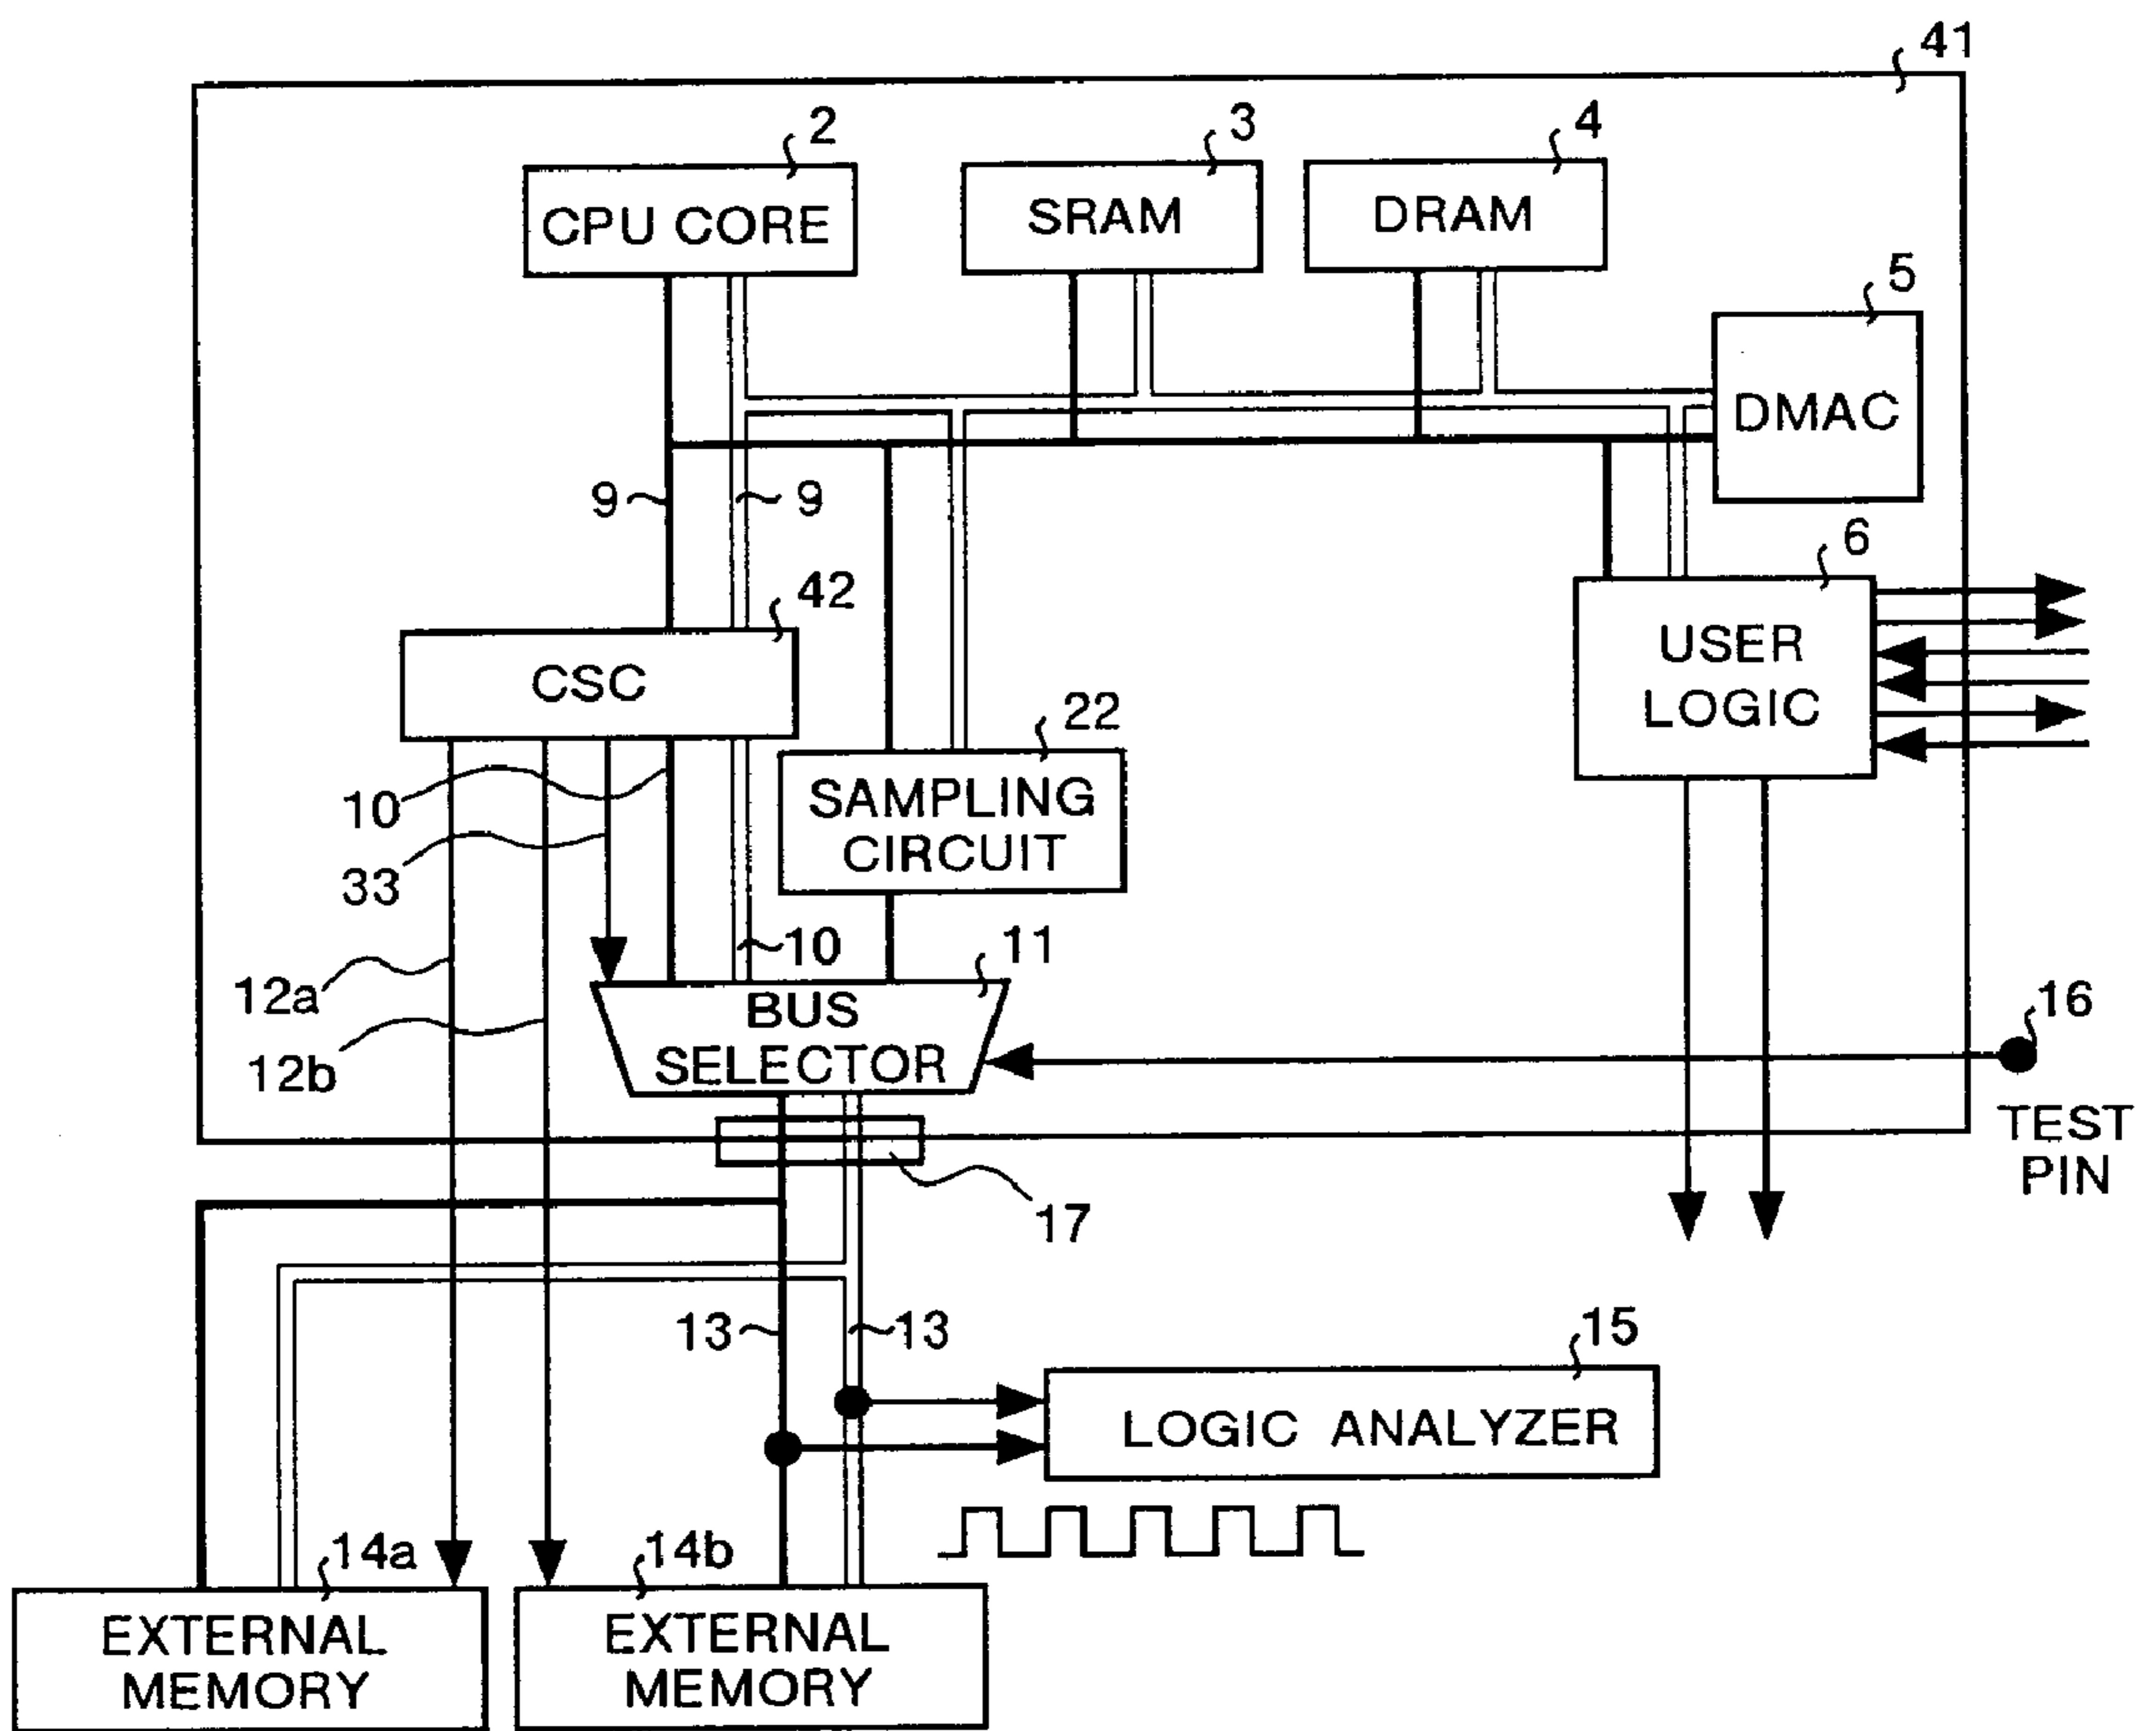 41
2
3
4
CPU CORE
SRAM
DRAM
5
DMAC
9
9
6
42
USER
LOGIC
CSC
22
10
SAMPLING
CIRCUIT
33
10
11
12a
BUS
SELECTOR
16
12b
TEST
PIN
17
13
13
15
LOGIC ANALYZER
14a
14b
EXTERNAL
MEMORY
EXTERNAL
MEMORY